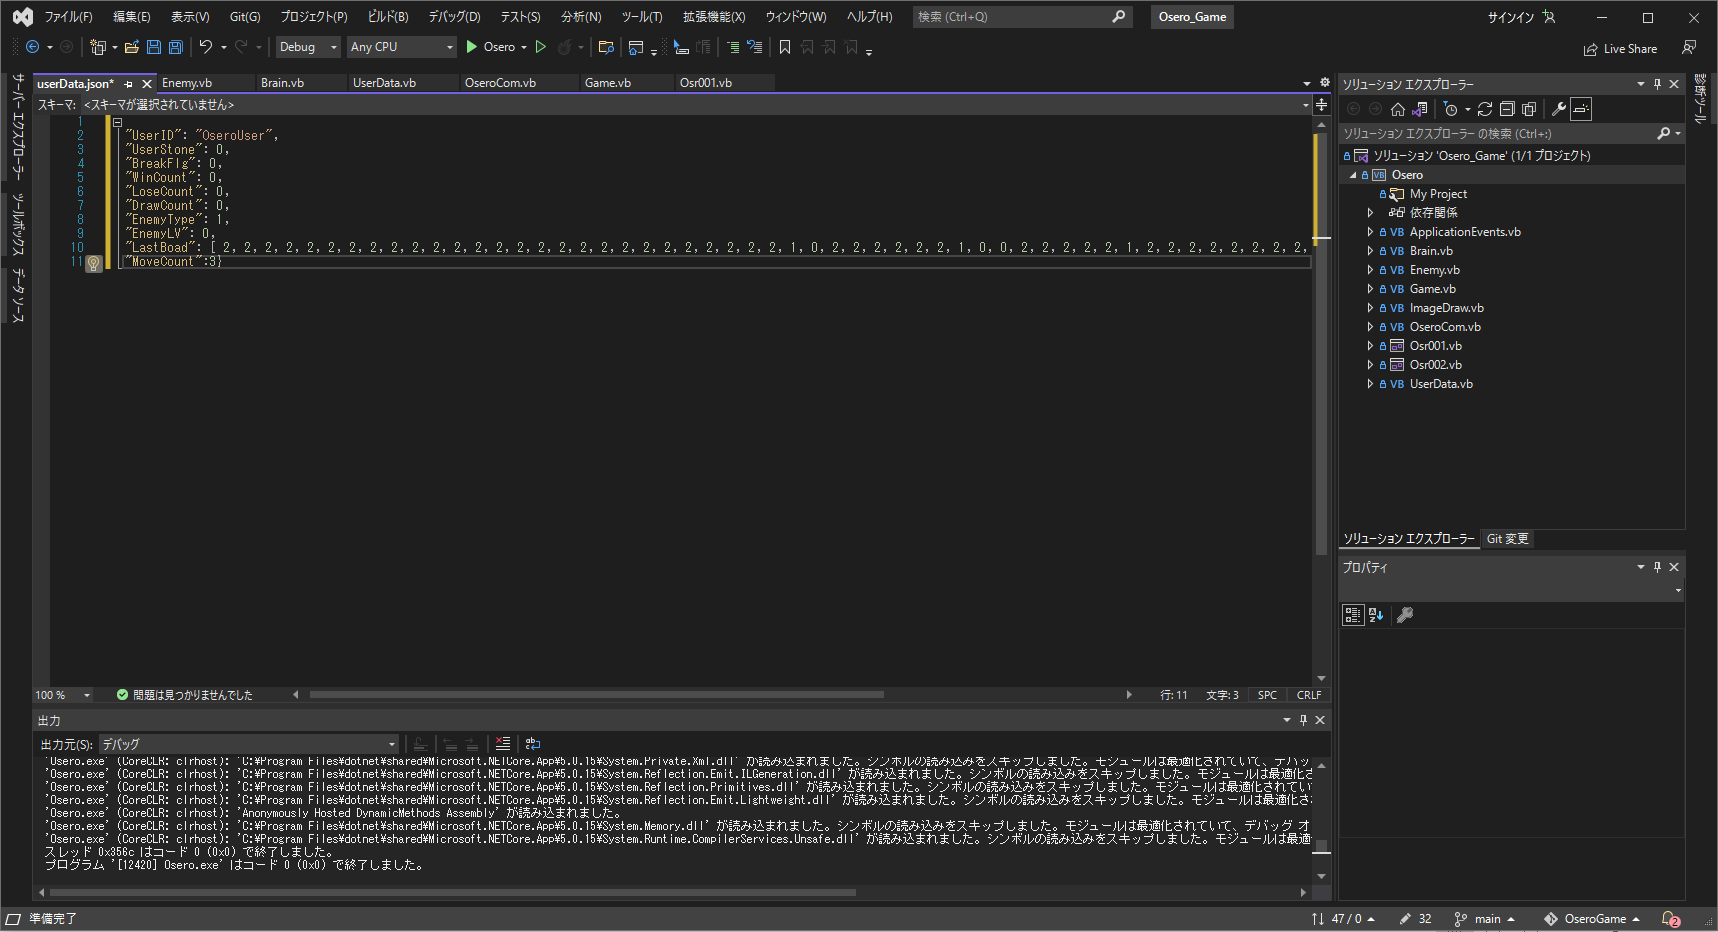 ファイル(F) 編集(E) 表示(V) Git(G) プロジェクト(P) ビルド(B) デバッグ(D) テスト(S) 分析(N) ツール(T) 拡張機能(X) ウィンドウ(W) ヘルプ(H) 検索 (Ctrl+Q) Osero_Game サインイン
Debug Any CPU Osero Live Share
サーバー エクスプローラー
ツールボックス
データ ソース
userData.json* Enemy.vb Brain.vb UserData.vb OseroCom.vb Game.vb Osr001.vb
スキーマ: <スキーマが選択されていません>
1
2 "UserID": "OseroUser",
3 "UserStone": 0,
4 "BreakFlg": 0,
5 "WinCount": 0,
6 "LoseCount": 0,
7 "DrawCount": 0,
8 "EnemyType": 1,
9 "EnemyLV": 0,
10 "LastBoad": [ 2, 2, 2, 2, 2, 2, 2, 2, 2, 2, 2, 2, 2, 2, 2, 2, 2, 2, 2, 2, 2, 2, 2, 2, 2, 2, 2, 1, 0, 2, 2, 2, 2, 2, 2, 1, 0, 0, 2, 2, 2, 2, 2, 1, 2, 2, 2, 2, 2, 2, 2, 2,
11 "MoveCount":3}
100 % 問題は見つかりませんでした 行: 11 文字: 3 SPC CRLF
出力
出力元(S): デバッグ
'Osero.exe' (CoreCLR: clrhost): 'C:¥Program Files¥dotnet¥shared¥Microsoft.NETCore.App¥5.0.15¥System.Private.Xml.dll' が読み込まれました。シンボルの読み込みをスキップしました。モジュールは最適化されていて、デバッ
'Osero.exe' (CoreCLR: clrhost): 'C:¥Program Files¥dotnet¥shared¥Microsoft.NETCore.App¥5.0.15¥System.Reflection.Emit.ILGeneration.dll' が読み込まれました。シンボルの読み込みをスキップしました。モジュールは最適化さ
'Osero.exe' (CoreCLR: clrhost): 'C:¥Program Files¥dotnet¥shared¥Microsoft.NETCore.App¥5.0.15¥System.Reflection.Primitives.dll' が読み込まれました。シンボルの読み込みをスキップしました。モジュールは最適化されてい
'Osero.exe' (CoreCLR: clrhost): 'C:¥Program Files¥dotnet¥shared¥Microsoft.NETCore.App¥5.0.15¥System.Reflection.Emit.Lightweight.dll' が読み込まれました。シンボルの読み込みをスキップしました。モジュールは最適化さ
'Osero.exe' (CoreCLR: clrhost): 'Anonymously Hosted DynamicMethods Assembly' が読み込まれました。
'Osero.exe' (CoreCLR: clrhost): 'C:¥Program Files¥dotnet¥shared¥Microsoft.NETCore.App¥5.0.15¥System.Memory.dll' が読み込まれました。シンボルの読み込みをスキップしました。モジュールは最適化されていて、デバッグ オ
'Osero.exe' (CoreCLR: clrhost): 'C:¥Program Files¥dotnet¥shared¥Microsoft.NETCore.App¥5.0.15¥System.Runtime.CompilerServices.Unsafe.dll' が読み込まれました。シンボルの読み込みをスキップしました。モジュールは最適
スレッド 0x356c はコード 0 (0x0) で終了しました。
プログラム '[12420] Osero.exe' はコード 0 (0x0) で終了しました。
ソリューション エクスプローラー
ソリューション エクスプローラー の検索 (Ctrl+:)
ソリューション 'Osero_Game' (1/1 プロジェクト)
VB Osero
My Project
依存関係
VB ApplicationEvents.vb
VB Brain.vb
VB Enemy.vb
VB Game.vb
VB ImageDraw.vb
VB OseroCom.vb
Osr001.vb
Osr002.vb
VB UserData.vb
ソリューション エクスプローラー Git 変更
プロパティ
診断ツール
準備完了 47 / 0 32 main OseroGame 2